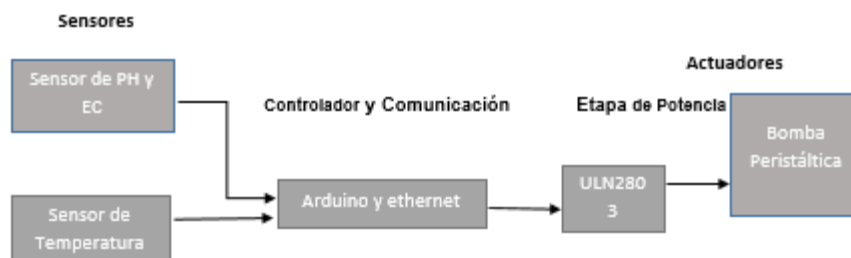 Sensores
Sensor de PH y
EC
Sensor de
Temperatura
Controlador y Comunicación
Arduino y ethernet
Etapa de Potencia
ULN280
3
Actuadores
Bomba
Peristáltica